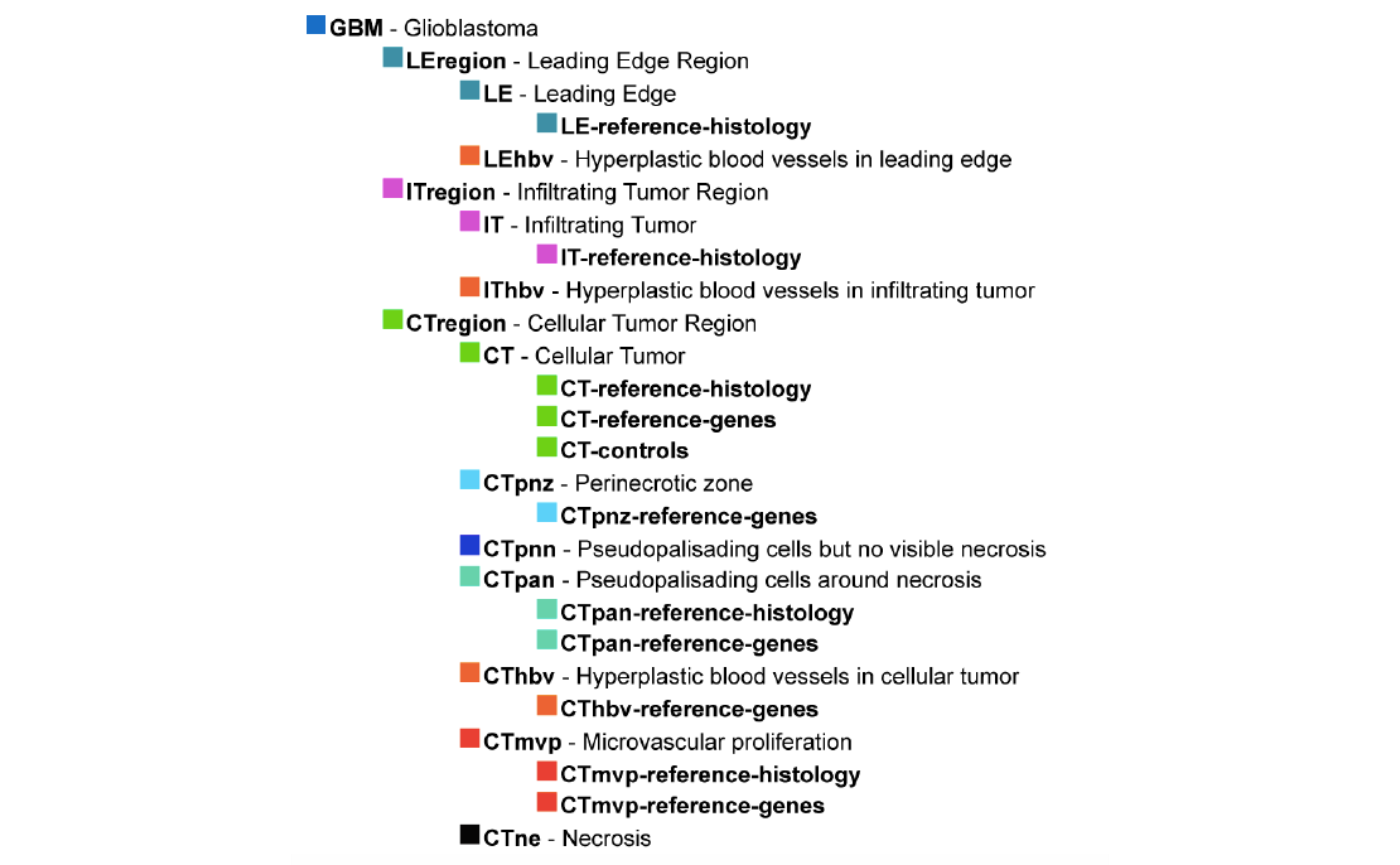 GBM - Glioblastoma
LEregion - Leading Edge Region
LE - Leading Edge
LE-reference-histology
LEhbv - Hyperplastic blood vessels in leading edge
ITregion - Infiltrating Tumor Region
IT - Infiltrating Tumor
IT-reference-histology
IThbv - Hyperplastic blood vessels in infiltrating tumor
CTregion - Cellular Tumor Region
CT - Cellular Tumor
CT-reference-histology
CT-reference-genes
CT-controls
CTpnz - Perinecrotic zone
CTpnz-reference-genes
CTpnn - Pseudopalisading cells but no visible necrosis
CTpan - Pseudopalisading cells around necrosis
CTpan-reference-histology
CTpan-reference-genes
CThbv - Hyperplastic blood vessels in cellular tumor
CThbv-reference-genes
CTmvp - Microvascular proliferation
CTmvp-reference-histology
CTmvp-reference-genes
CTne - Necrosis